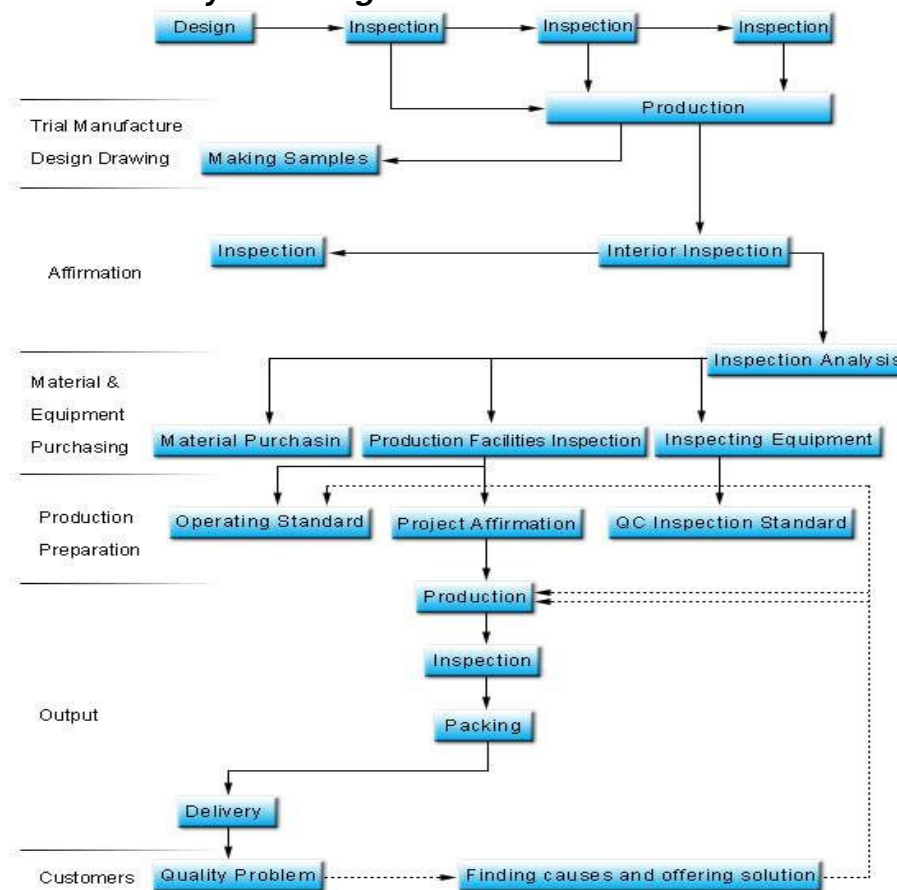 Design
Inspection
Inspection
Inspection
Production
Trial Manufacture
Design Drawing
Making Samples
Inspection
Interior Inspection
Affirmation
Inspection Analysis
Material &
Equipment
Purchasing
Material Purchasin
Production Facilities Inspection
Inspecting Equipment
Production
Preparation
Operating Standard
Project Affirmation
QC Inspection Standard
Production
Inspection
Output
Packing
Delivery
Customers
Quality Problem
Finding causes and offering solution